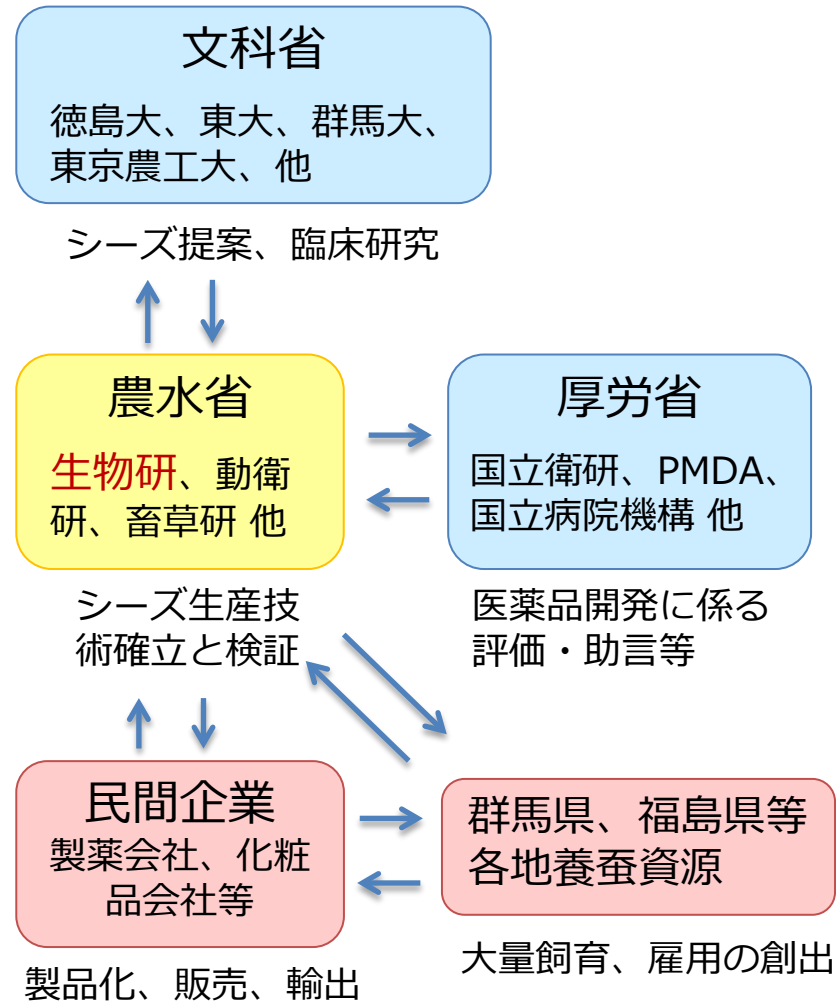 文科省
徳島大、東大、群馬大、
東京農工大、他
シーズ提案、臨床研究
農水省
生物研、動衛
研、畜草研 他
シーズ生産技
術確立と検証
厚労省
国立衛研、PMDA、
国立病院機構 他
医薬品開発に係る
評価・助言等
民間企業
製薬会社、化粧
品会社等
製品化、販売、輸出
群馬県、福島県等
各地養蚕資源
大量飼育、雇用の創出